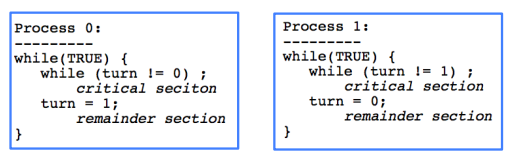 Process 0:
---------
while(TRUE) {
   while (turn != 0) ;
       critical seciton
   turn = 1;
       remainder section
}
Process 1:
---------
while(TRUE) {
   while (turn != 1) ;
       critical section
   turn = 0;
       remainder section
}